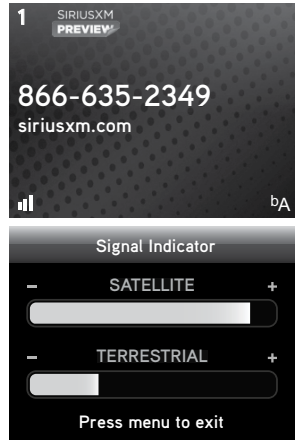 1
SIRIUSXM
PREVIEW
866-635-2349
siriusxm.com
ᵇA
Signal Indicator
– SATELLITE +
– TERRESTRIAL +
Press menu to exit